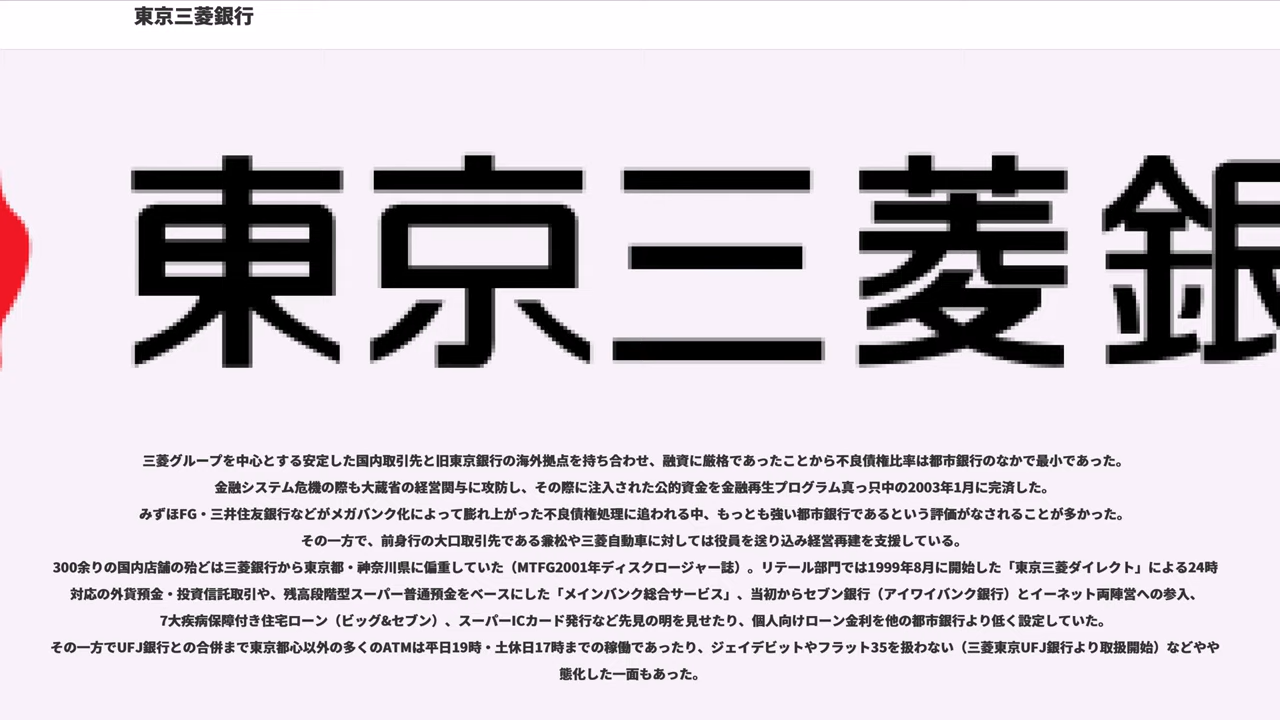 東京三菱銀行
東京三菱銀
三菱グループを中心とする安定した国内取引先と旧東京銀行の海外拠点を持ち合わせ、融資に厳格であったことから不良債権比率は都市銀行のなかで最小であった。
金融システム危機の際も大蔵省の経営関与に攻防し、その際に注入された公的資金を金融再生プログラム真っ只中の2003年1月に完済した。
みずほFG・三井住友銀行などがメガバンク化によって膨れ上がった不良債権処理に追われる中、もっとも強い都市銀行であるという評価がなされることが多かった。
その一方で、前身行の大口取引先である兼松や三菱自動車に対しては役員を送り込み経営再建を支援している。
300余りの国内店舗の殆どは三菱銀行から東京都・神奈川県に偏重していた（MTFG2001年ディスクロージャー誌）。リテール部門では1999年8月に開始した「東京三菱ダイレクト」による24時
対応の外貨預金・投資信託取引や、残高段階型スーパー普通預金をベースにした「メインバンク総合サービス」、当初からセブン銀行（アイワイバンク銀行）とイーネット両陣営への参入、
7大疾病保障付き住宅ローン（ビッグ&セブン）、スーパーICカード発行など先見の明を見せたり、個人向けローン金利を他の都市銀行より低く設定していた。
その一方でUFJ銀行との合併まで東京都心以外の多くのATMは平日19時・土休日17時までの稼働であったり、ジェイデビットやフラット35を扱わない（三菱東京UFJ銀行より取扱開始）などやや
態化した一面もあった。